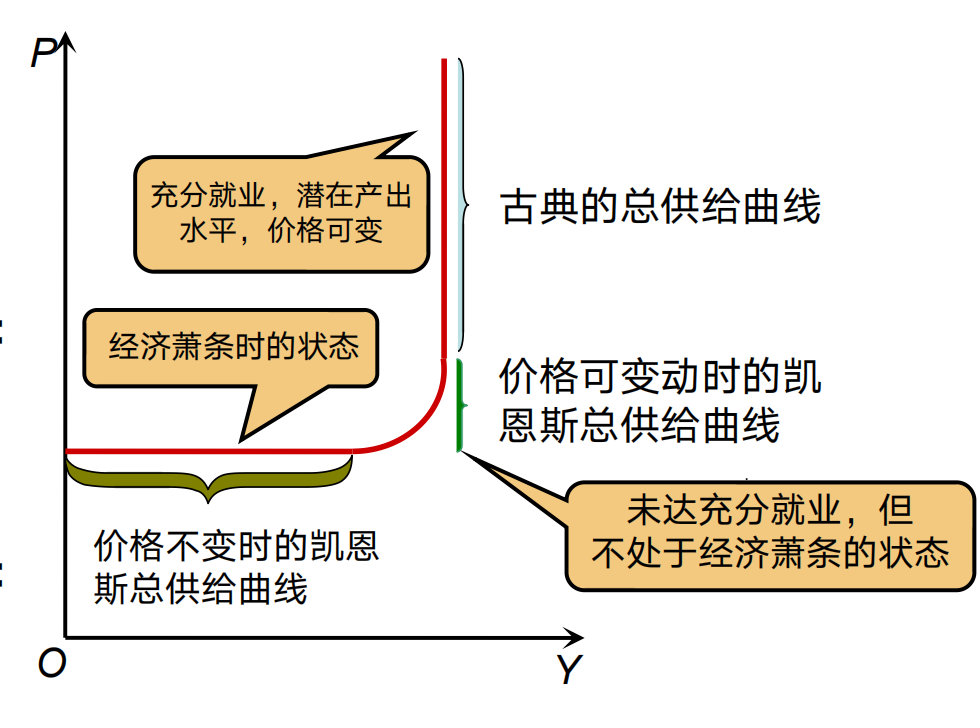 P
充分就业，潜在产出
水平，价格可变
古典的总供给曲线
经济萧条时的状态
价格可变动时的凯
恩斯总供给曲线
未达充分就业，但
不处于经济萧条的状态
价格不变时的凯恩
斯总供给曲线
O
Y